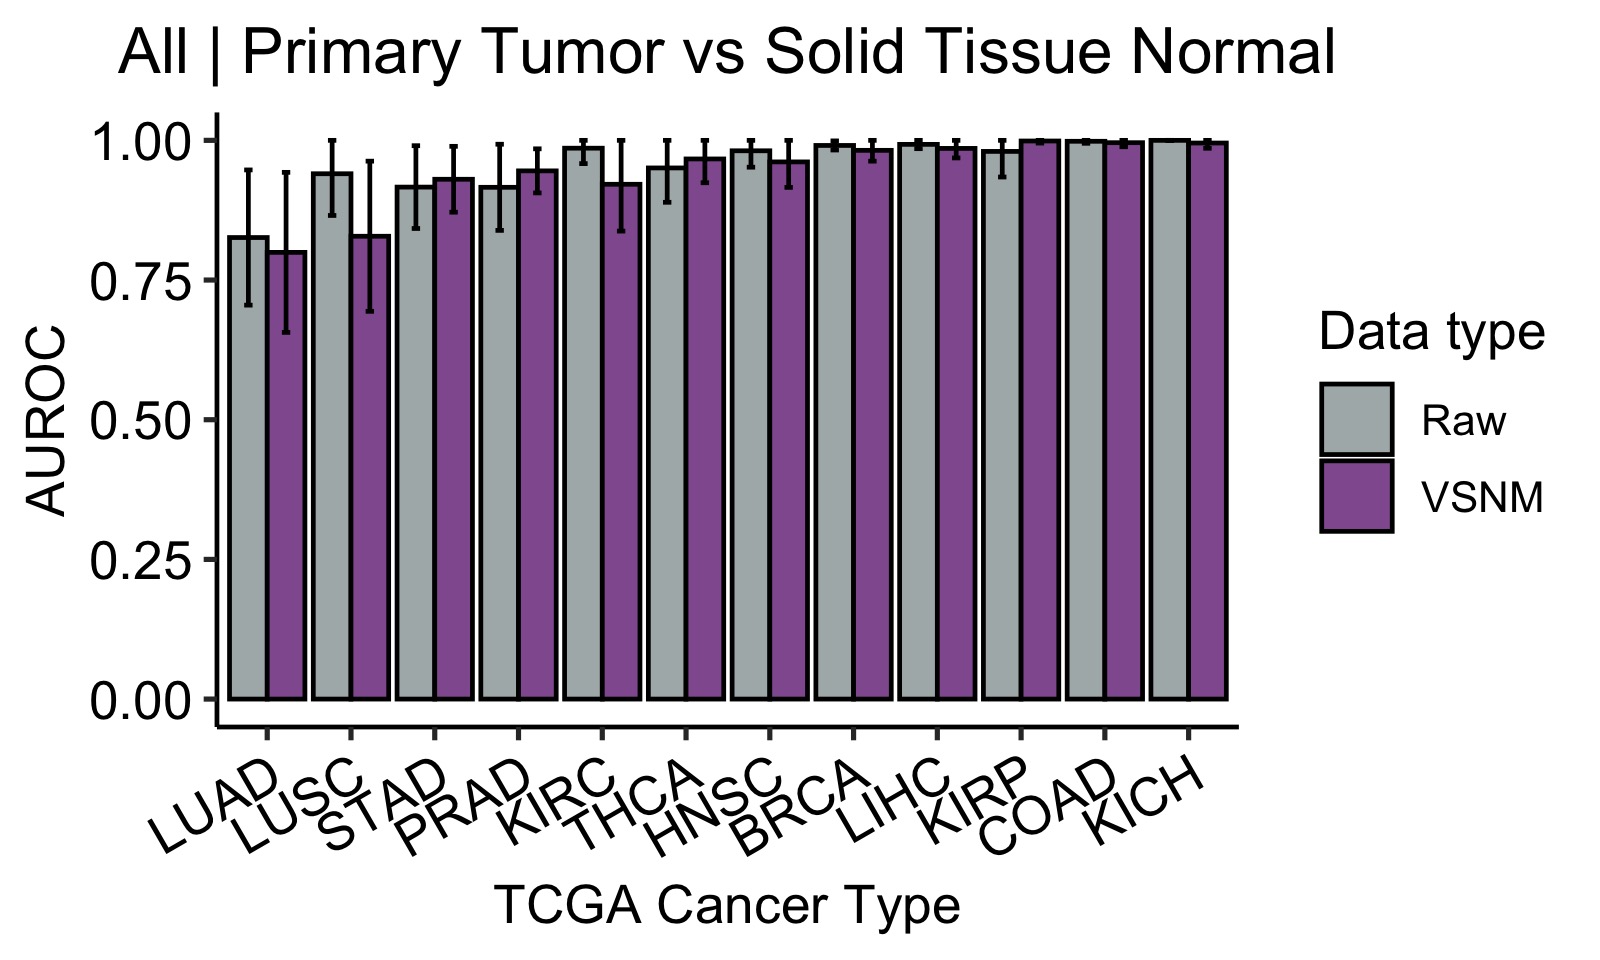 All | Primary Tumor vs Solid Tissue Normal
1.00
0.75
0.50
0.25
0.00
AUROC
LUAD
LUSC
STAD
PRAD
KIRC
THCA
HNSC
BRCA
LIHC
KIRP
COAD
KICH
TCGA Cancer Type
Data type
Raw
VSNM